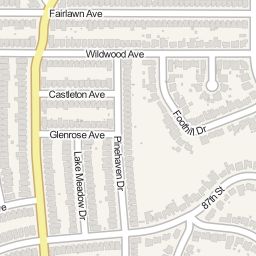 Fairlawn Ave
Wildwood Ave
Castleton Ave
Foothill Dr
Glenrose Ave
Pinehaven Dr
Lake Meadow Dr
87th St